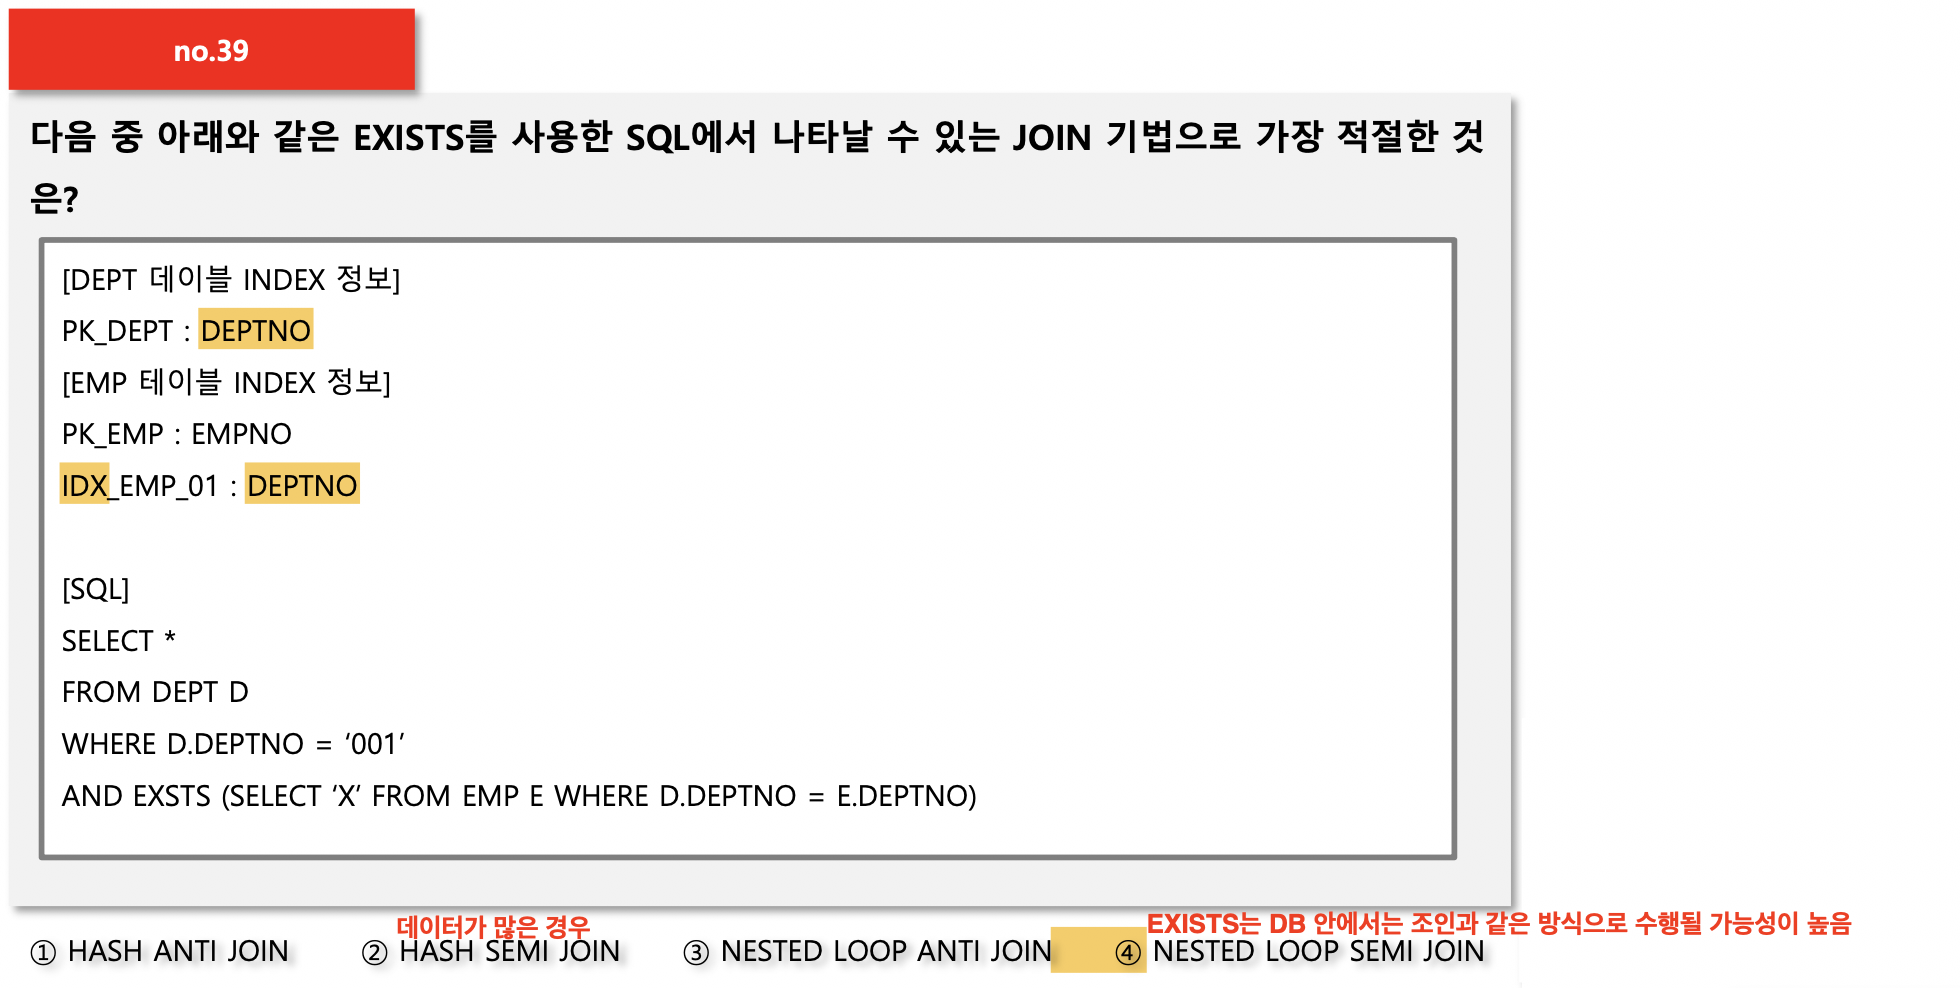 no.39
다음 중 아래와 같은 EXISTS를 사용한 SQL에서 나타날 수 있는 JOIN 기법으로 가장 적절한 것
은?
[DEPT 데이블 INDEX 정보]
PK_DEPT : DEPTNO
[EMP 테이블 INDEX 정보]
PK_EMP : EMPNO
IDX_EMP_01 : DEPTNO
[SQL]
SELECT *
FROM DEPT D
WHERE D.DEPTNO = ‘001’
AND EXSTS (SELECT ‘X’ FROM EMP E WHERE D.DEPTNO = E.DEPTNO)
데이터가 많은 경우
EXISTS는 DB 안에서는 조인과 같은 방식으로 수행될 가능성이 높음
① HASH ANTI JOIN ② HASH SEMI JOIN ③ NESTED LOOP ANTI JOIN ④ NESTED LOOP SEMI JOIN